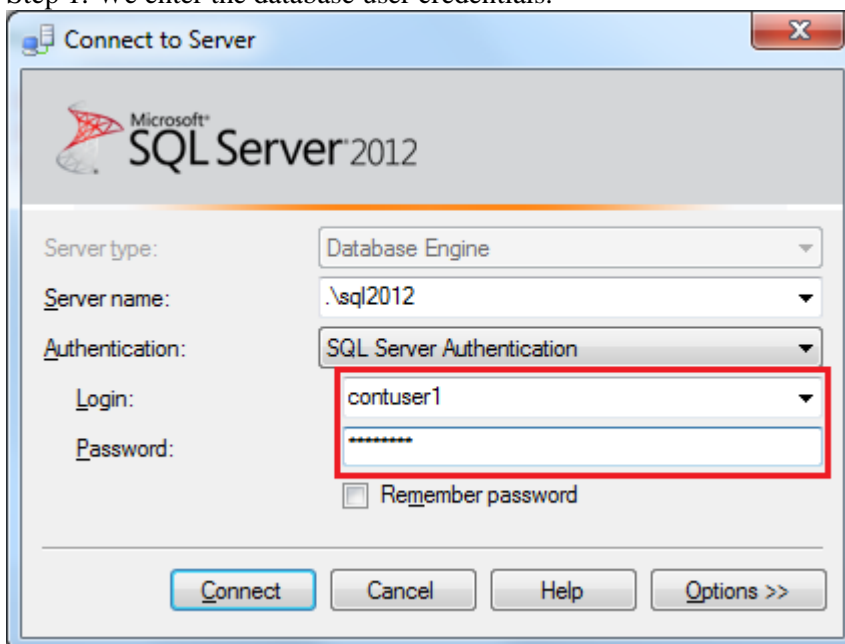 Step 1: We enter the database user credentials.
Connect to Server
Microsoft®
SQL Server® 2012
Server type:
Database Engine
Server name:
.\sql2012
Authentication:
SQL Server Authentication
Login:
contuser1
Password:
********
Remember password
Connect Cancel Help Options >>